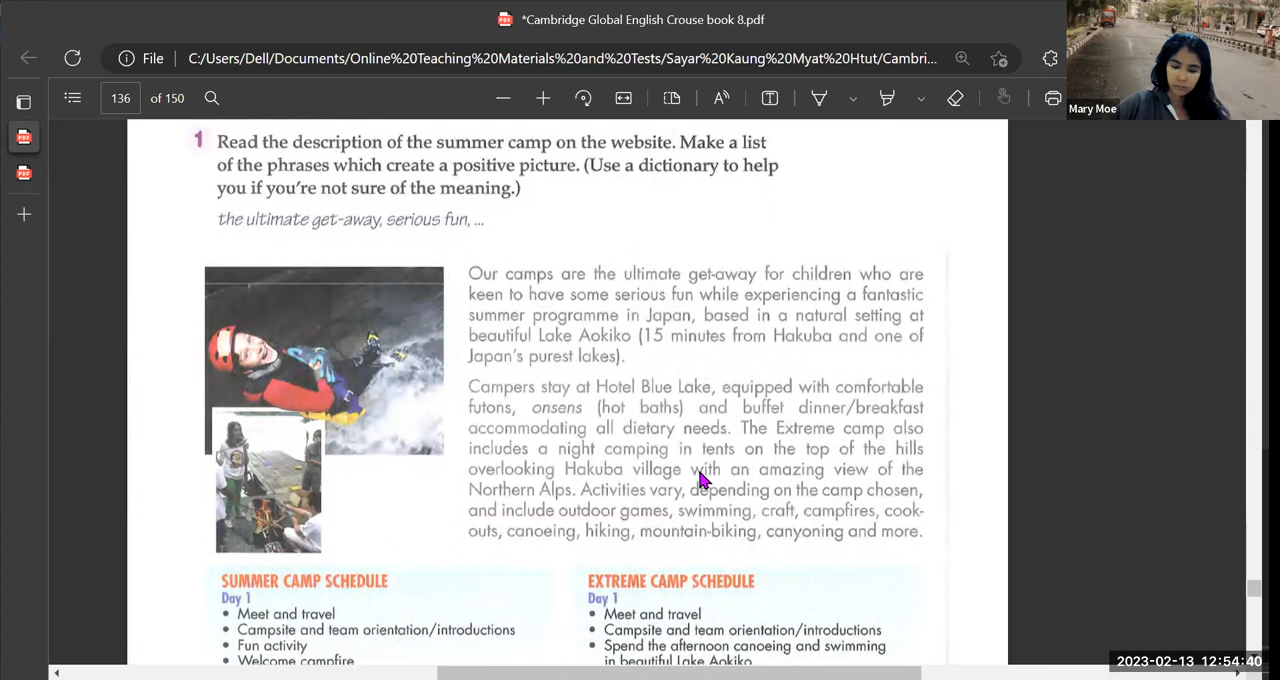 *Cambridge Global English Crouse book 8.pdf
File
C:/Users/Dell/Documents/Online%20Teaching%20Materials%20and%20Tests/Sayar%20Kaung%20Myat%20Htut/Cambri...
136 of 150
Mary Moe
1 Read the description of the summer camp on the website. Make a list
of the phrases which create a positive picture. (Use a dictionary to help
you if you're not sure of the meaning.)
the ultimate get-away, serious fun, ...
Our camps are the ultimate get-away for children who are
keen to have some serious fun while experiencing a fantastic
summer programme in Japan, based in a natural setting at
beautiful Lake Aokiko (15 minutes from Hakuba and one of
Japan's purest lakes).
Campers stay at Hotel Blue Lake, equipped with comfortable
futons, onsens (hot baths) and buffet dinner/breakfast
accommodating all dietary needs. The Extreme camp also
includes a night camping in tents on the top of the hills
overlooking Hakuba village with an amazing view of the
Northern Alps. Activities vary, depending on the camp chosen,
and include outdoor games, swimming, craft, campfires, cook-
outs, canoeing, hiking, mountain-biking, canyoning and more.
SUMMER CAMP SCHEDULE
Day 1
• Meet and travel
• Campsite and team orientation/introductions
• Fun activity
• Welcome campfire
EXTREME CAMP SCHEDULE
Day 1
• Meet and travel
• Campsite and team orientation/introductions
• Spend the afternoon canoeing and swimming
in beautiful Lake Aokiko
2023-02-13 12:54:40